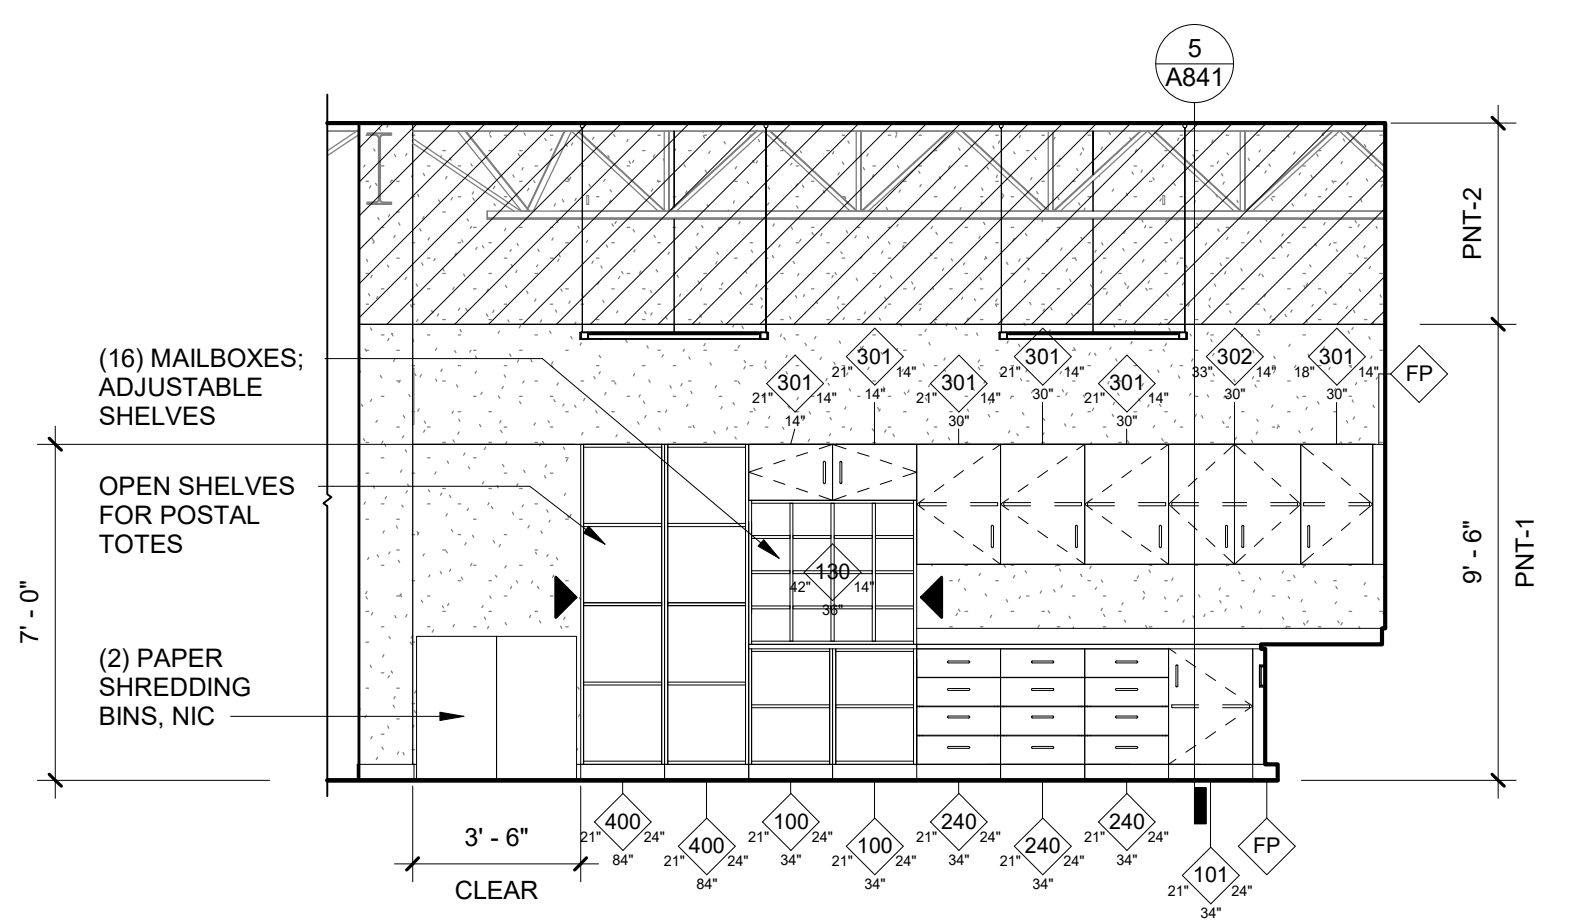 5
A841
PNT-2
(16) MAILBOXES;
ADJUSTABLE
SHELVES
301
21" 14"
14"
301
21" 14"
14"
301
21" 14"
30"
301
21" 14"
30"
301
21" 14"
30"
302
33" 14"
30"
301
18" 14"
30"
FP
OPEN SHELVES
FOR POSTAL
TOTES
130
42" 14"
36"
7' - 0"
9' - 6"
PNT-1
(2) PAPER
SHREDDING
BINS, NIC
3' - 6"
CLEAR
400
21" 24"
84"
400
21" 24"
84"
100
21" 24"
34"
100
21" 24"
34"
240
21" 24"
34"
240
21" 24"
34"
240
21" 24"
34"
101
21" 24"
34"
FP